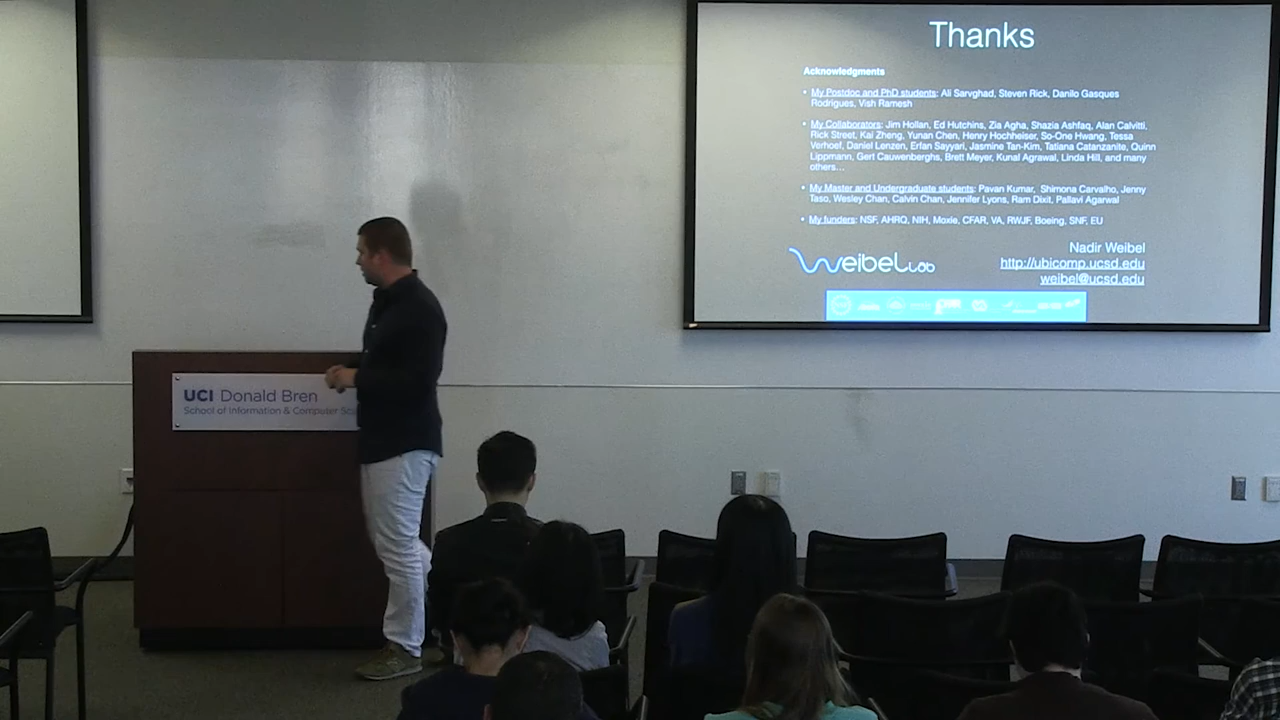 Thanks
Acknowledgments
• My Postdoc and PhD students: Ali Sarvghad, Steven Rick, Danilo Gasques
Rodrigues, Vish Ramesh
• My Collaborators: Jim Hollan, Ed Hutchins, Zia Agha, Shazia Ashfaq, Alan Calvitti,
Rick Street, Kai Zheng, Yunan Chen, Henry Hochheiser, So-One Hwang, Tessa
Verhoef, Daniel Lenzen, Erfan Sayyari, Jasmine Tan-Kim, Tatiana Catanzanite, Quinn
Lippmann, Gert Cauwenberghs, Brett Meyer, Kunal Agrawal, Linda Hill, and many
others...
• My Master and Undergraduate students: Pavan Kumar, Shimona Carvalho, Jenny
Taso, Wesley Chan, Calvin Chan, Jennifer Lyons, Ram Dixit, Pallavi Agarwal
• My funders: NSF, AHRQ, NIH, Moxie, CFAR, VA, RWJF, Boeing, SNF, EU
Nadir Weibel
WeibelLab
http://ubicomp.ucsd.edu
weibel@ucsd.edu
UCI Donald Bren
School of Information & Computer